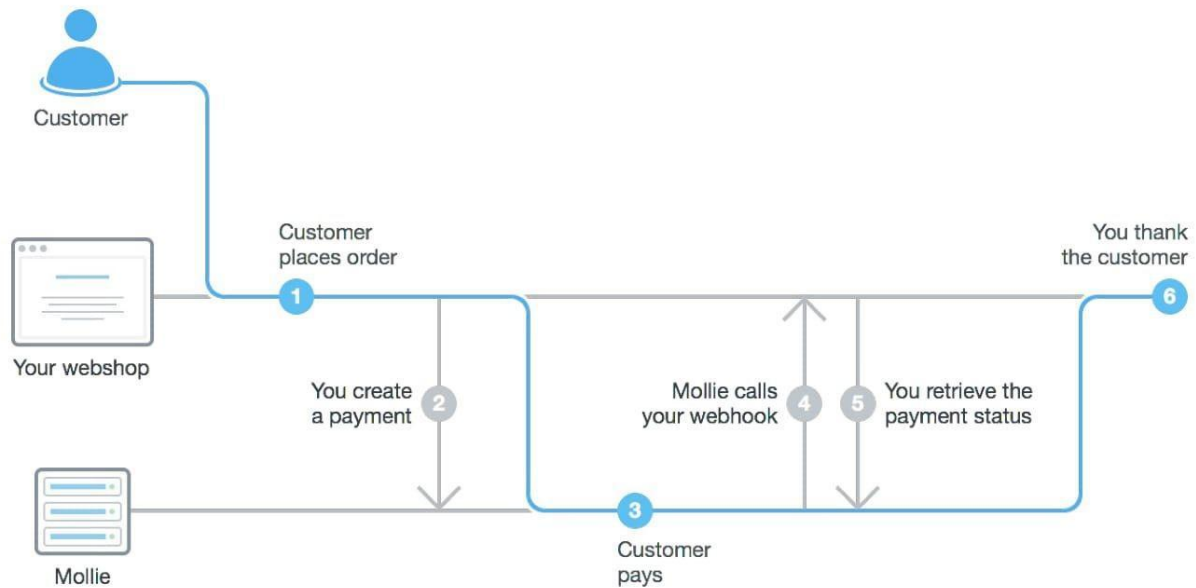 Customer
Customer
places order
1
You thank
the customer
6
Your webshop
You create
a payment
2
Mollie calls
your webhook
4
5
You retrieve the
payment status
3
Customer
pays
Mollie